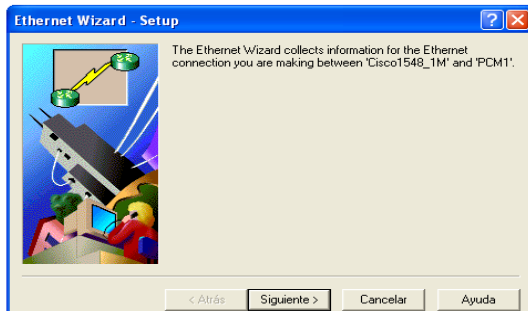 Ethernet Wizard - Setup
The Ethernet Wizard collects information for the Ethernet
connection you are making between 'Cisco1548_1M' and 'PCM1'.
< Atrás
Siguiente >
Cancelar
Ayuda